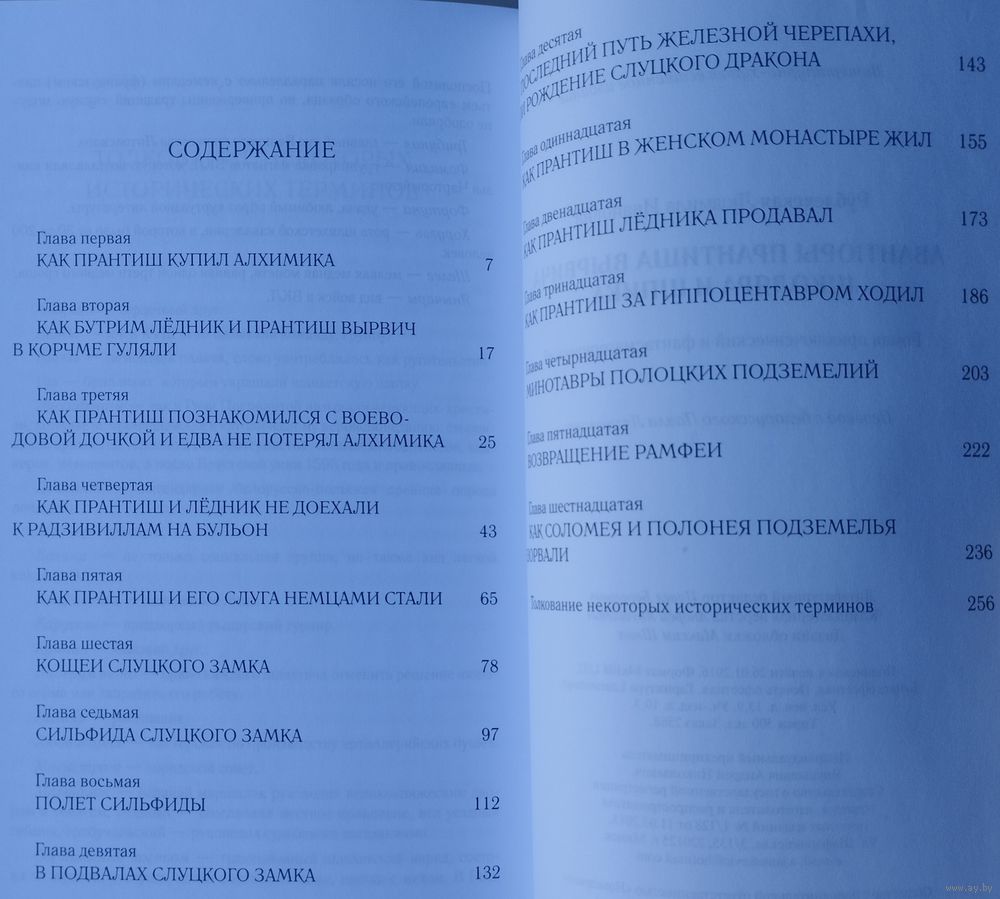 СОДЕРЖАНИЕ
Глава первая
КАК ПРАНТИШ КУПИЛ АЛХИМИКА 7
Глава вторая
КАК БУТРИМ ЛЁДНИК И ПРАНТИШ ВЫРВИЧ
В КОРЧМЕ ГУЛЯЛИ 17
Глава третяя
КАК ПРАНТИШ ПОЗНАКОМИЛСЯ С ВОЕВО-
ДОВОЙ ДОЧКОЙ И ЕДВА НЕ ПОТЕРЯЛ АЛХИМИКА 25
Глава четвертая
КАК ПРАНТИШ И ЛЁДНИК НЕ ДОЕХАЛИ
К РАДЗИВИЛЛАМ НА БУЛЬОН 43
Глава пятая
КАК ПРАНТИШ И ЕГО СЛУГА НЕМЦАМИ СТАЛИ 65
Глава шестая
КОЩЕИ СЛУЦКОГО ЗАМКА 78
Глава седьмая
СИЛЬФИДА СЛУЦКОГО ЗАМКА 97
Глава восьмая
ПОЛЕТ СИЛЬФИДЫ 112
Глава девятая
В ПОДВАЛАХ СЛУЦКОГО ЗАМКА 132
Глава десятая
ПОСЛЕДНИЙ ПУТЬ ЖЕЛЕЗНОЙ ЧЕРЕПАХИ,
И РОЖДЕНИЕ СЛУЦКОГО ДРАКОНА 143
Глава одиннадцатая
КАК ПРАНТИШ В ЖЕНСКОМ МОНАСТЫРЕ ЖИЛ 155
Глава двенадцатая
КАК ПРАНТИШ ЛЁДНИКА ПРОДАВАЛ 173
Глава тринадцатая
КАК ПРАНТИШ ЗА ГИППОЦЕНТАВРОМ ХОДИЛ 186
Глава четырнадцатая
МИНОТАВРЫ ПОЛОЦКИХ ПОДЗЕМЕЛИЙ 203
Глава пятнадцатая
ВОЗВРАЩЕНИЕ РАМФЕИ 222
Глава шестнадцатая
КАК СОЛОМЕЯ И ПОЛОНЕЯ ПОДЗЕМЕЛЬЯ
ВЗОРВАЛИ 236
Толкование некоторых исторических терминов 256
www.ay.by